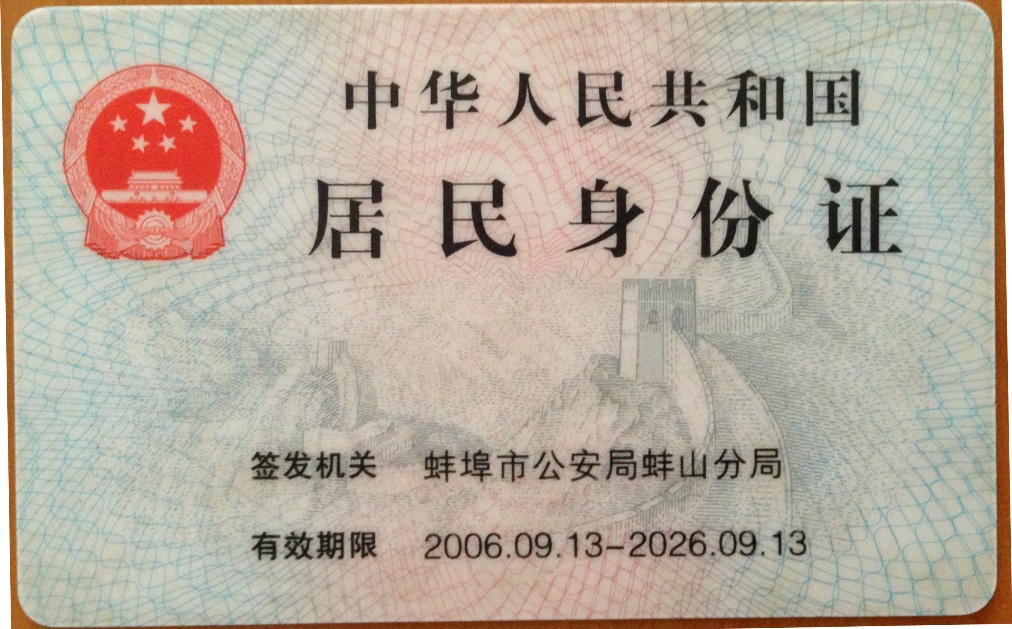 中华人民共和国
居民身份证
签发机关 蚌埠市公安局蚌山分局
有效期限 2006.09.13-2026.09.13